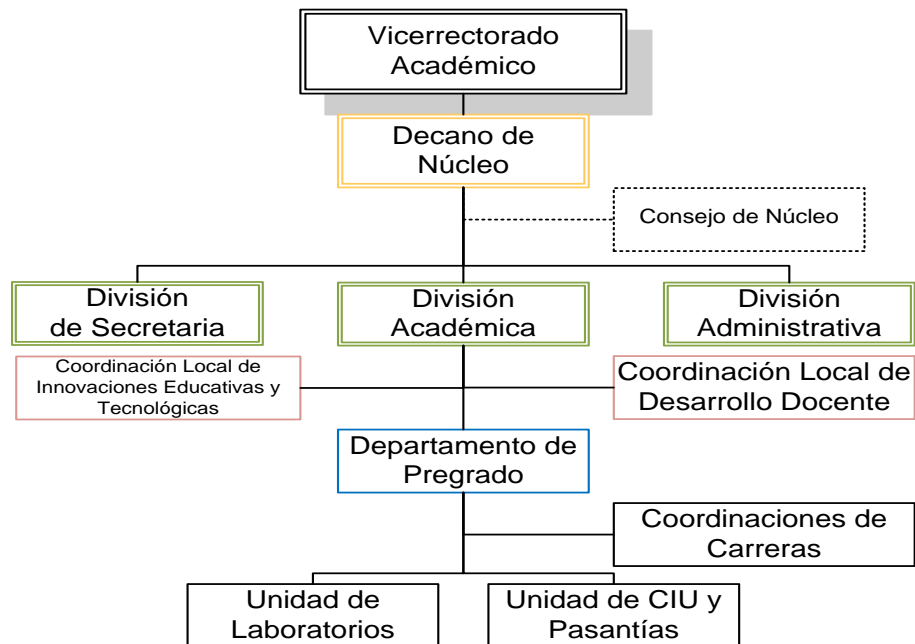 Vicerrectorado
Académico
Decano de
Núcleo
Consejo de Núcleo
División
de Secretaria
División
Académica
División
Administrativa
Coordinación Local de
Innovaciones Educativas y
Tecnológicas
Coordinación Local de
Desarrollo Docente
Departamento de
Pregrado
Coordinaciones de
Carreras
Unidad de
Laboratorios
Unidad de CIU y
Pasantías